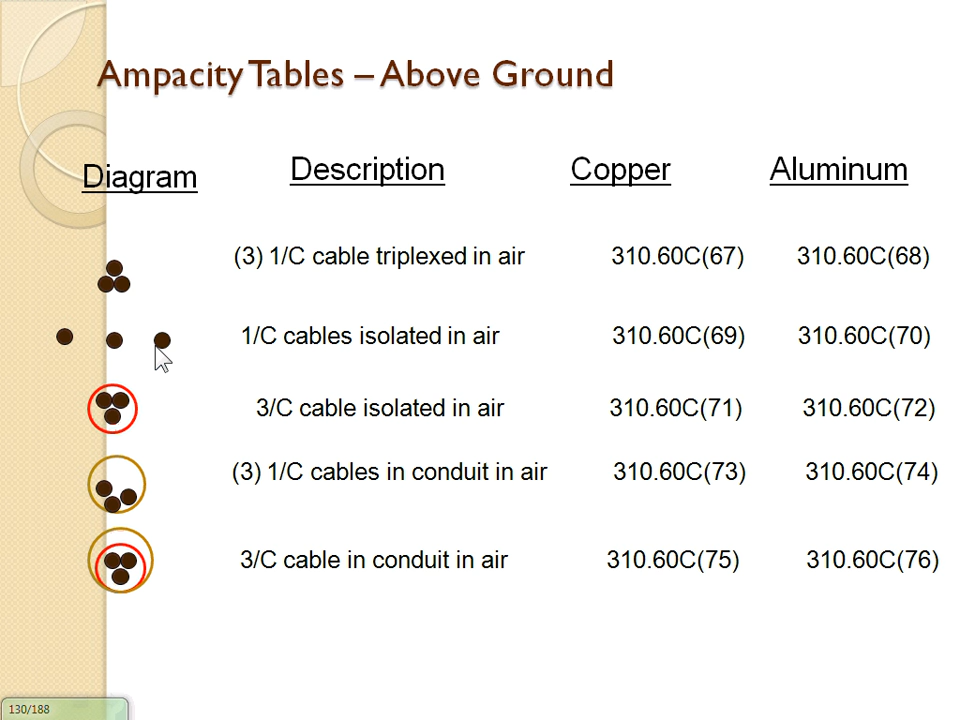 Ampacity Tables – Above Ground
Diagram Description Copper Aluminum
(3) 1/C cable triplexed in air 310.60C(67) 310.60C(68)
1/C cables isolated in air 310.60C(69) 310.60C(70)
3/C cable isolated in air 310.60C(71) 310.60C(72)
(3) 1/C cables in conduit in air 310.60C(73) 310.60C(74)
3/C cable in conduit in air 310.60C(75) 310.60C(76)
130/188